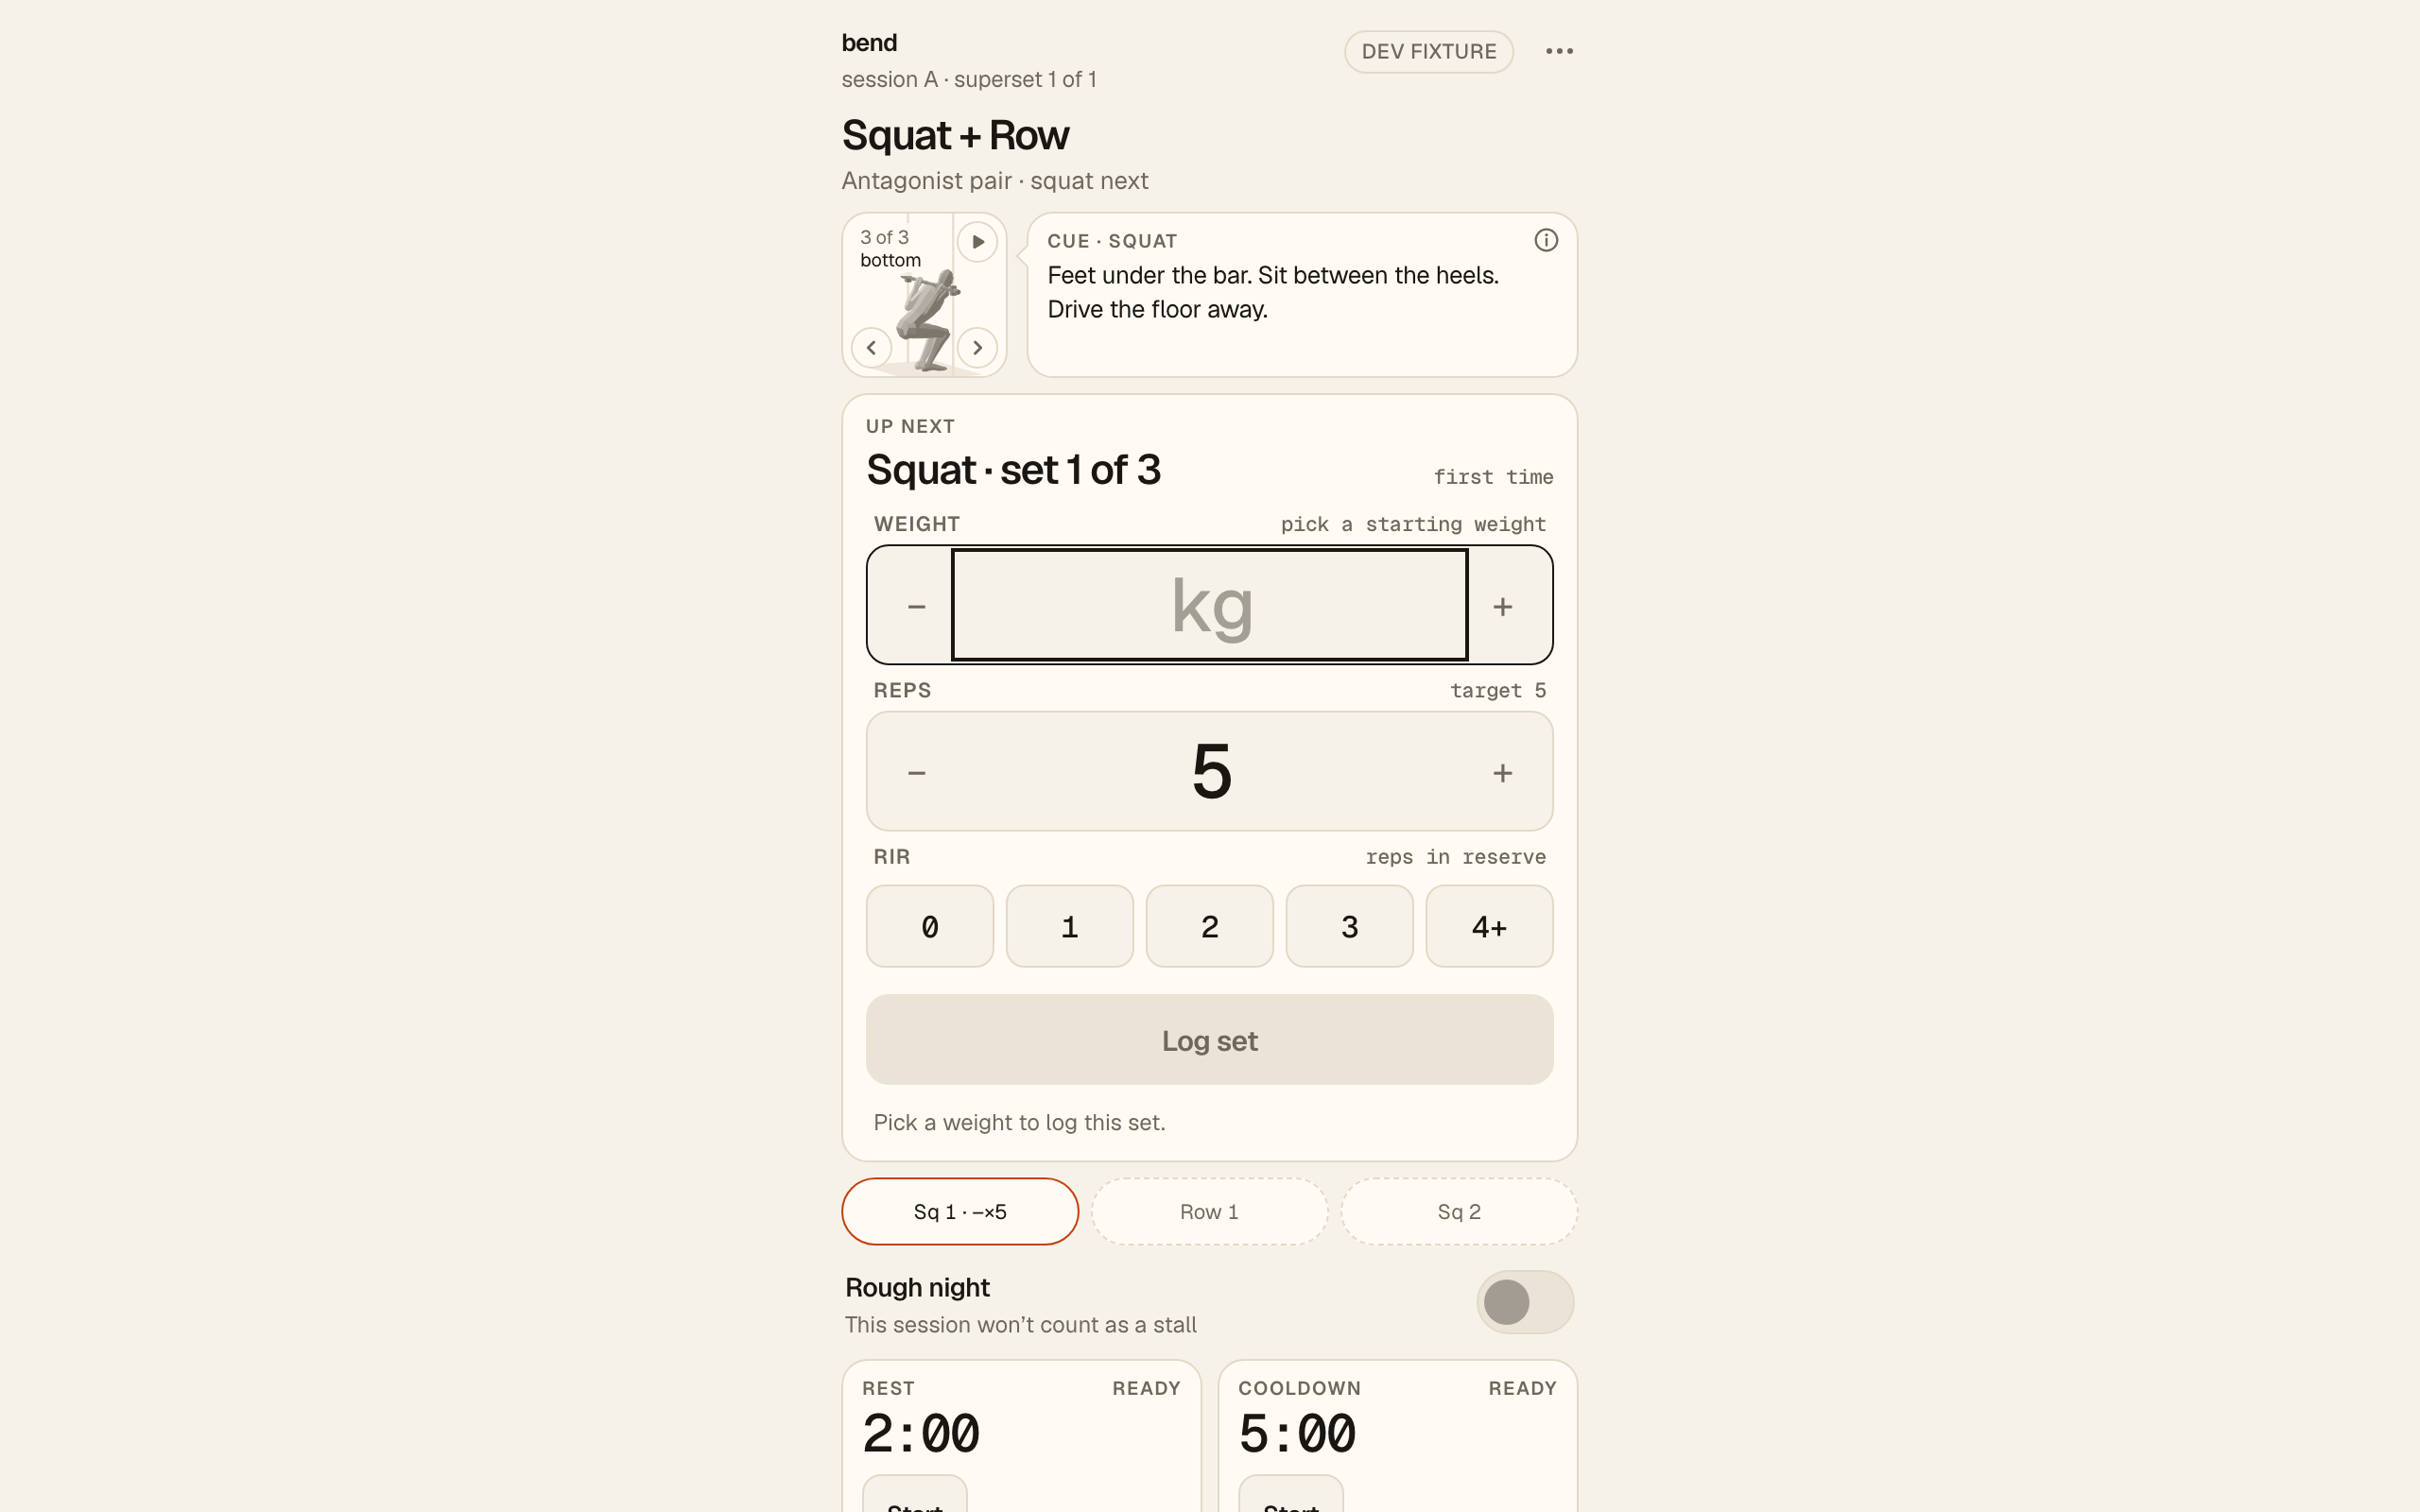 bend
DEV FIXTURE
session A · superset 1 of 1
Squat + Row
Antagonist pair · squat next
3 of 3
bottom
CUE · SQUAT
Feet under the bar. Sit between the heels.
Drive the floor away.
UP NEXT
Squat · set 1 of 3
first time
WEIGHT
pick a starting weight
− kg +
REPS
target 5
− 5 +
RIR
reps in reserve
0 1 2 3 4+
Log set
Pick a weight to log this set.
Sq 1 · –×5
Row 1
Sq 2
Rough night
This session won’t count as a stall
REST READY
2:00
Start
COOLDOWN READY
5:00
Start